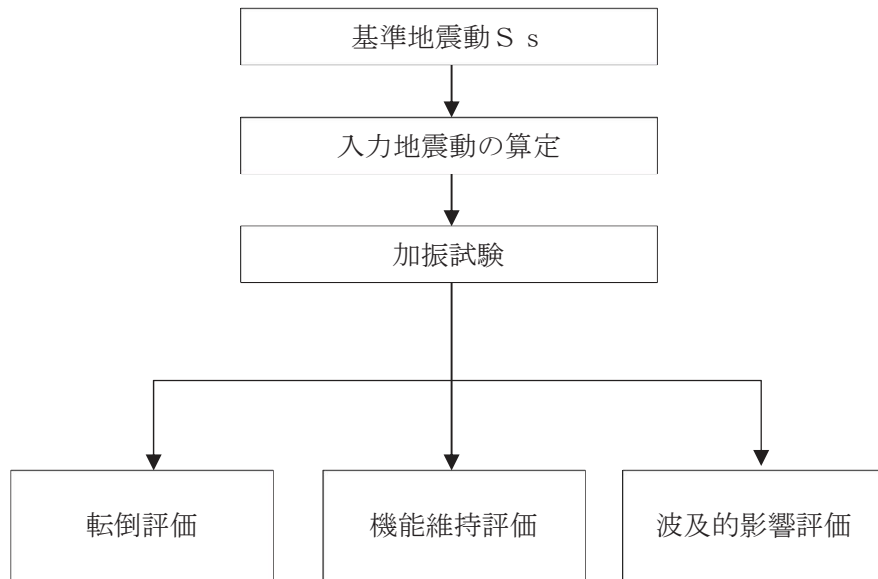 基準地震動Ｓｓ
入力地震動の算定
加振試験
転倒評価
機能維持評価
波及的影響評価